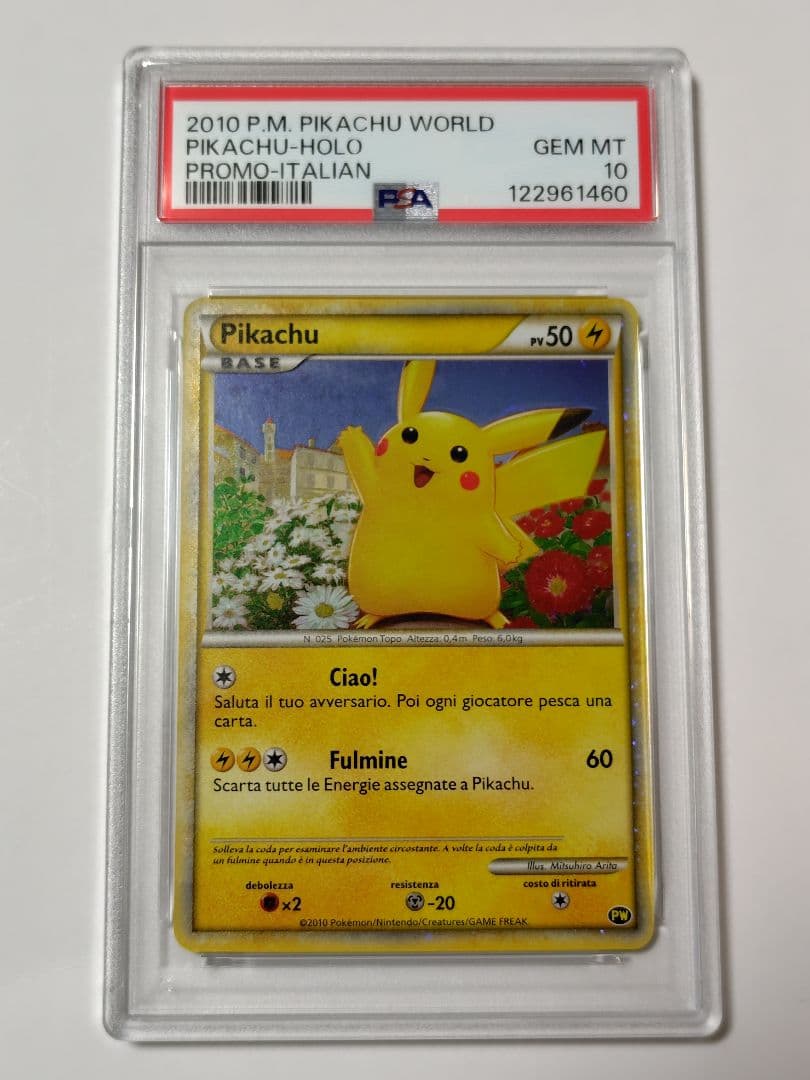 2010 P.M. PIKACHU WORLD
PIKACHU-HOLO GEM MT
PROMO-ITALIAN 10
PSA 122961460
Pikachu PV 50
BASE
N. 025 Pokémon Topo Altezza: 0,4m Peso: 6,0kg
Ciao!
Saluta il tuo avversario. Poi ogni giocatore pesca una
carta.
Fulmine 60
Scarta tutte le Energie assegnate a Pikachu.
Solleva la coda per esaminare l'ambiente circostante. A volte la coda è colpita da
un fulmine quando è in questa posizione.
Illus. Mitsuhiro Arita
debolezza resistenza costo di ritirata
×2 -20
©2010 Pokémon/Nintendo/Creatures/GAME FREAK.
PW